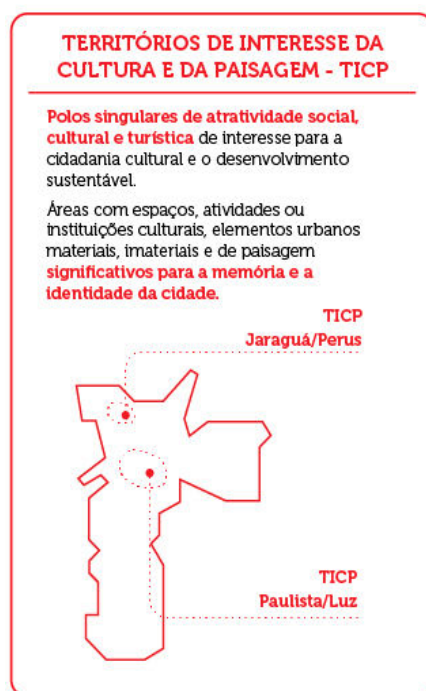 TERRITÓRIOS DE INTERESSE DA
CULTURA E DA PAISAGEM - TICP
Polos singulares de atratividade social,
cultural e turística de interesse para a
cidadania cultural e o desenvolvimento
sustentável.
Áreas com espaços, atividades ou
instituições culturais, elementos urbanos
materiais, imateriais e de paisagem
significativos para a memória e a
identidade da cidade.
TICP
Jaraguá/Perus
TICP
Paulista/Luz